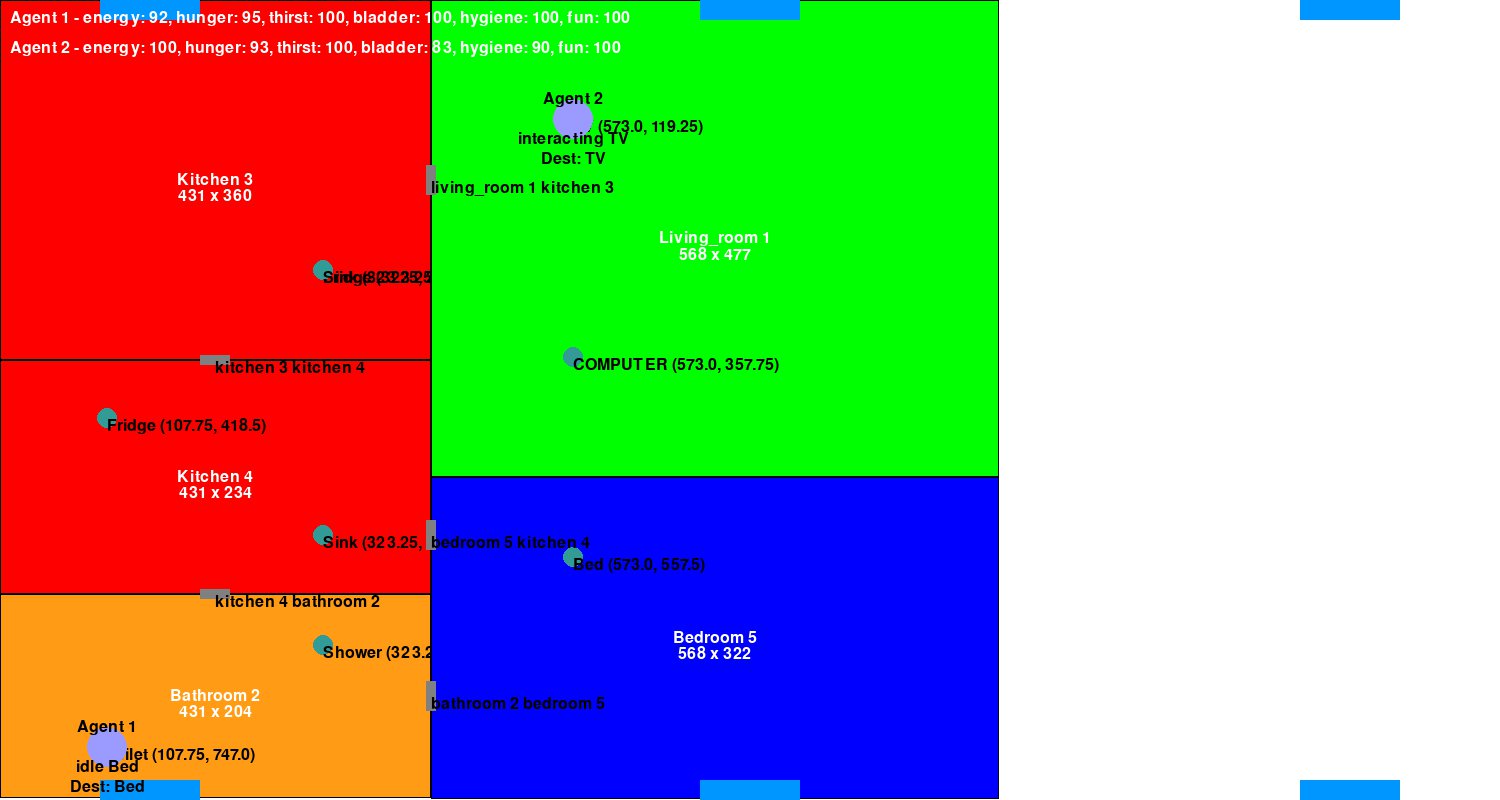 Agent 1 - energy: 92, hunger: 95, thirst: 100, bladder: 100, hygiene: 100, fun: 100
Agent 2 - energy: 100, hunger: 93, thirst: 100, bladder: 83, hygiene: 90, fun: 100
Agent 2
(573.0, 119.25)
interacting TV
Dest: TV
Kitchen 3
431 x 360
living_room 1 kitchen 3
Living_room 1
568 x 477
kitchen 3 kitchen 4
COMPUTER (573.0, 357.75)
Fridge (107.75, 418.5)
Kitchen 4
431 x 234
Sink (323.25,
bedroom 5 kitchen 4
Bed (573.0, 557.5)
kitchen 4 bathroom 2
Shower (323.2
Bedroom 5
568 x 322
Bathroom 2
431 x 204
bathroom 2 bedroom 5
Agent 1
ilet (107.75, 747.0)
idle Bed
Dest: Bed